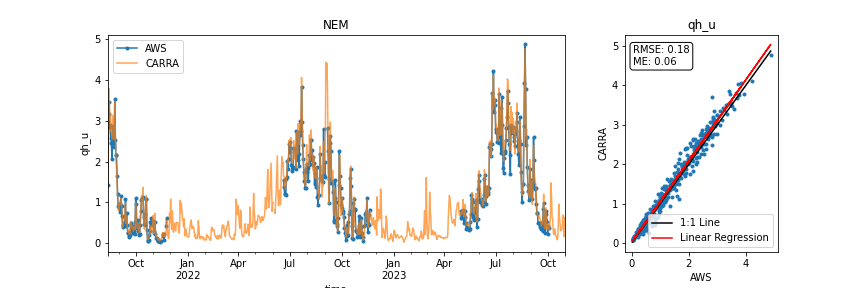 NEM
qh_u
AWS
CARRA
qh_u
5
4
3
2
1
0
Oct
Jan
2022
Apr
Jul
Oct
Jan
2023
Apr
Jul
Oct
time
RMSE: 0.18
ME: 0.06
CARRA
5
4
3
2
1
0
1:1 Line
Linear Regression
0
2
4
AWS